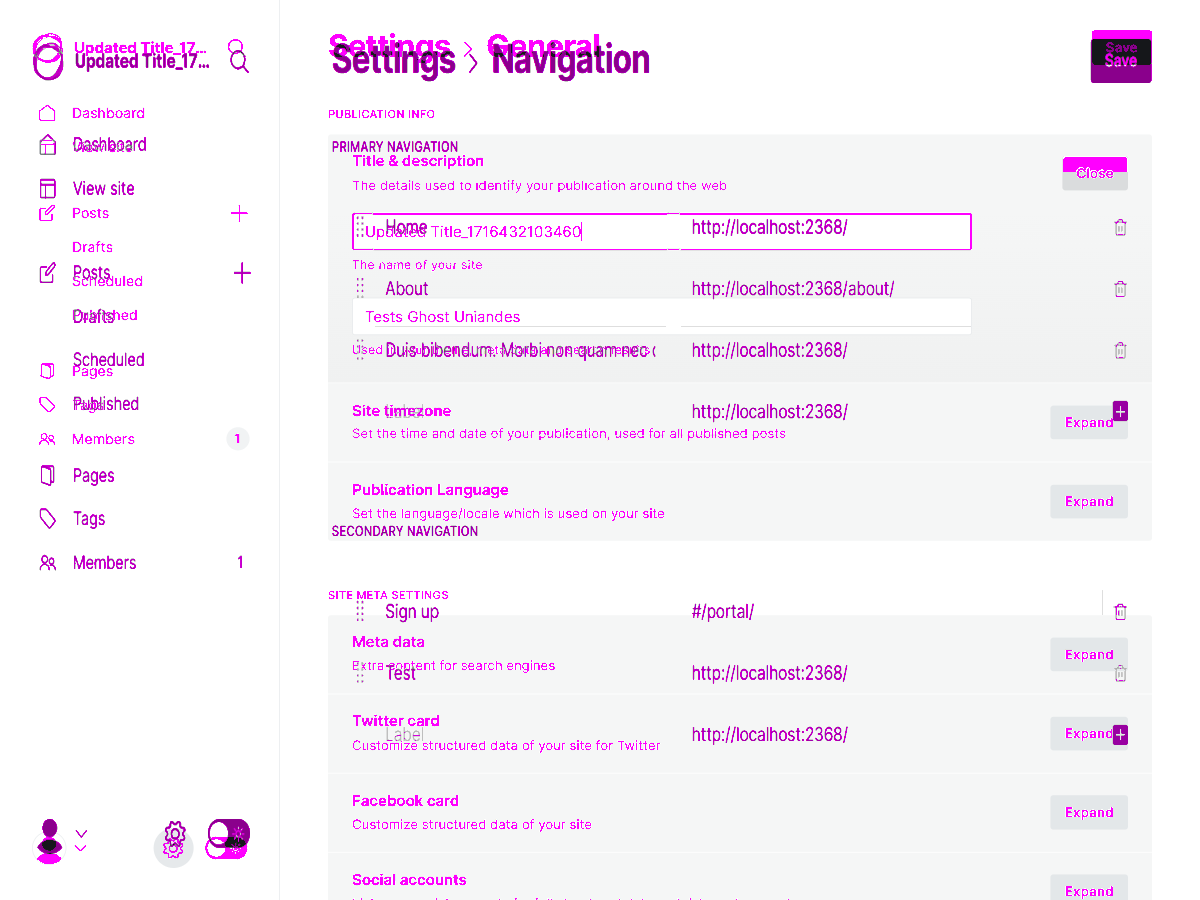 Updated Title_17...
Updated Title_17...
Dashboard
Dashboard
View site
View site
Posts
Drafts
Posts
Scheduled
Published
Drafts
Scheduled
Pages
Published
Tags
Members 1
Pages
Tags
Members 1
Settings General
Settings Navigation
Save
Save
PUBLICATION INFO
PRIMARY NAVIGATION
Title & description
The details used to identify your publication around the web
Close
Home http://localhost:2368/
Updated Title_1716432103460
The name of your site
About http://localhost:2368/about/
Tests Ghost Uniandes
Duis bibendum. Morbi non quam nec http://localhost:2368/
Site timezone
Label http://localhost:2368/
Expand
Set the time and date of your publication, used for all published posts
Publication Language
Expand
Set the language/locale which is used on your site
SECONDARY NAVIGATION
SITE META SETTINGS
Sign up #/portal/
Meta data
Expand
Extra content for search engines
Test http://localhost:2368/
Twitter card
Label http://localhost:2368/
Expand
Customize structured data of your site for Twitter
Facebook card
Expand
Customize structured data of your site
Social accounts
Expand